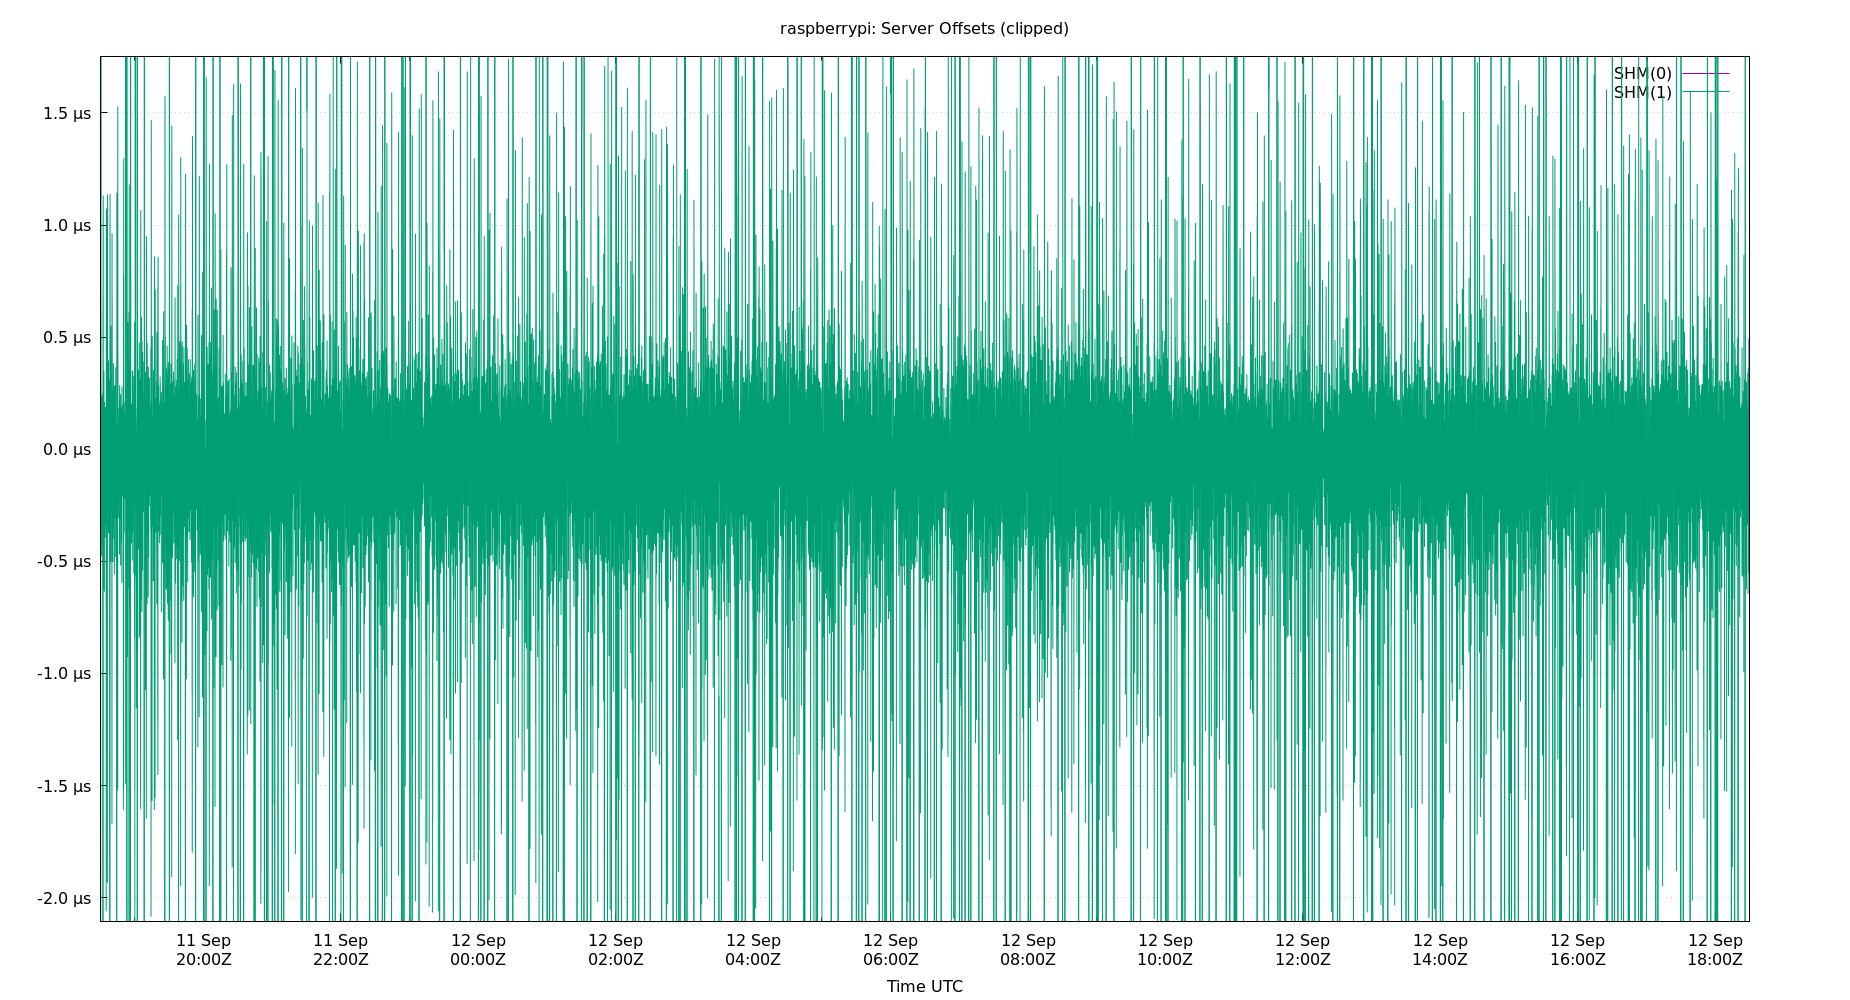 raspberrypi: Server Offsets (clipped)
SHM(0)
SHM(1)
1.5 µs
1.0 µs
0.5 µs
0.0 µs
-0.5 µs
-1.0 µs
-1.5 µs
-2.0 µs
11 Sep 11 Sep 12 Sep 12 Sep 12 Sep 12 Sep 12 Sep 12 Sep 12 Sep 12 Sep 12 Sep 12 Sep
20:00Z 22:00Z 00:00Z 02:00Z 04:00Z 06:00Z 08:00Z 10:00Z 12:00Z 14:00Z 16:00Z 18:00Z
Time UTC